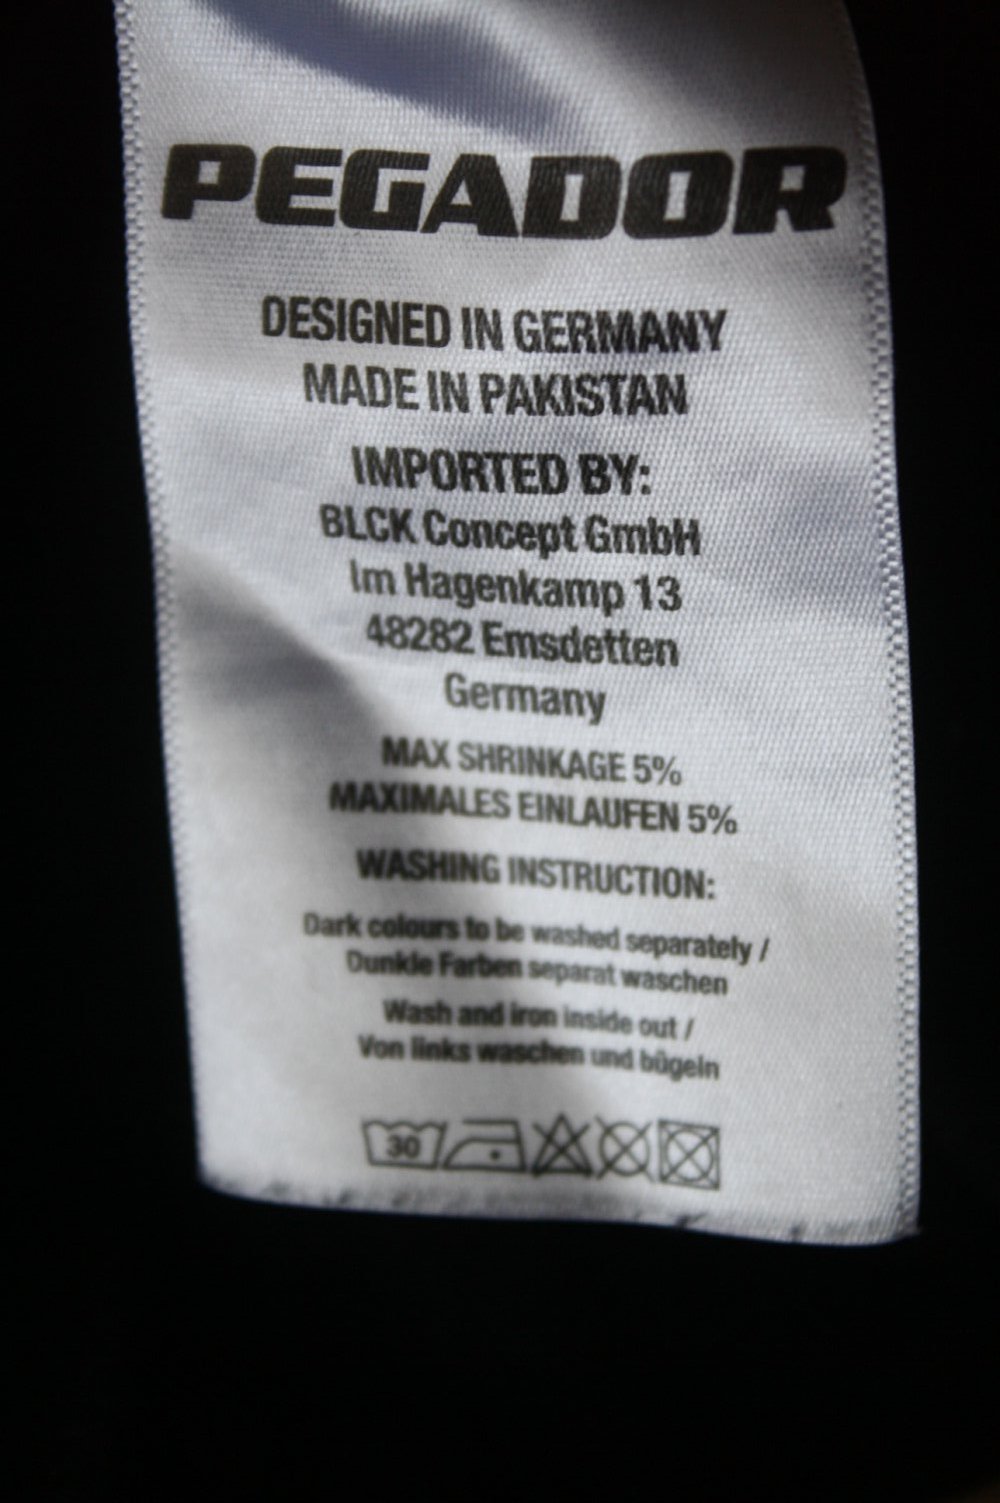 PEGADOR
DESIGNED IN GERMANY
MADE IN PAKISTAN
IMPORTED BY:
BLCK Concept GmbH
Im Hagenkamp 13
48282 Emsdetten
Germany
MAX SHRINKAGE 5%
MAXIMALES EINLAUFEN 5%
WASHING INSTRUCTION:
Dark colours to be washed separately /
Dunkle Farben separat waschen
Wash and iron inside out /
Von links waschen und bügeln
30